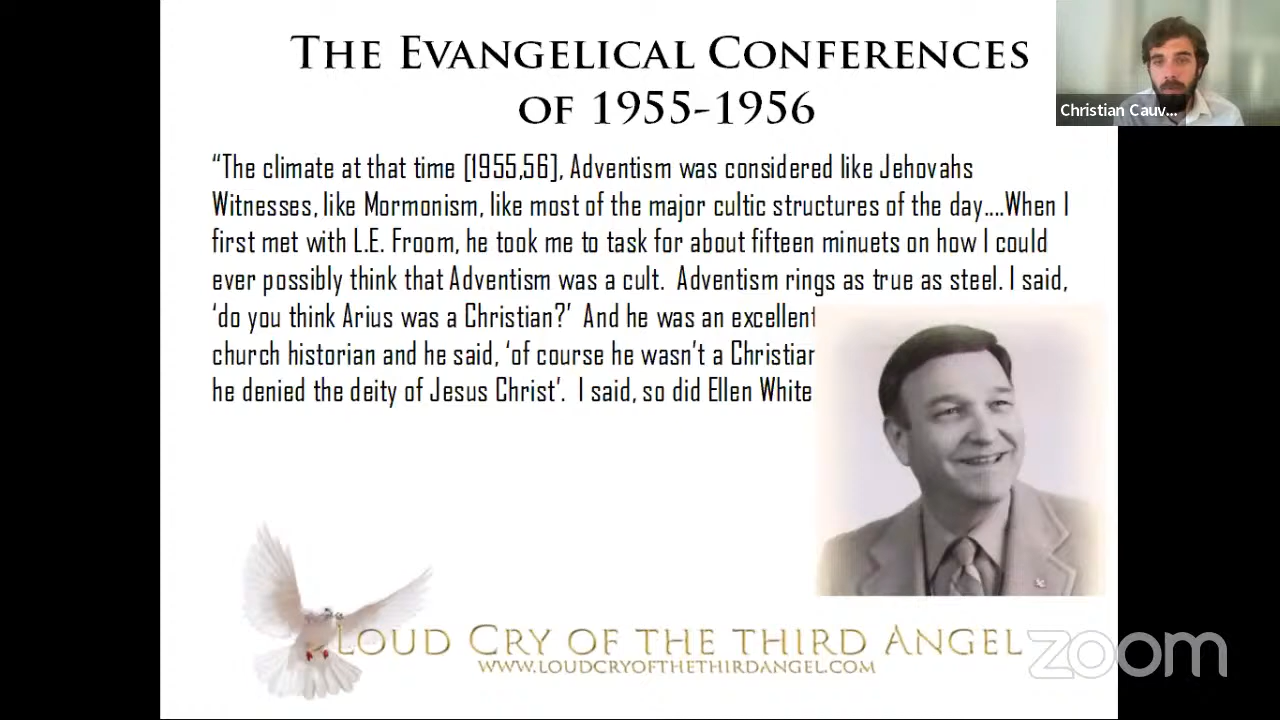 THE EVANGELICAL CONFERENCES
OF 1955-1956
Christian Cauv...
“The climate at that time [1955,56], Adventism was considered like Jehovahs
Witnesses, like Mormonism, like most of the major cultic structures of the day....When I
first met with L.E. Froom, he took me to task for about fifteen minuets on how I could
ever possibly think that Adventism was a cult. Adventism rings as true as steel. I said,
‘do you think Arius was a Christian?’ And he was an excellent
church historian and he said, ‘of course he wasn’t a Christian
he denied the deity of Jesus Christ’. I said, so did Ellen White
LOUD CRY OF THE THIRD ANGEL
WWW.LOUDCRYOFTHETHIRDANGEL.COM
zoom